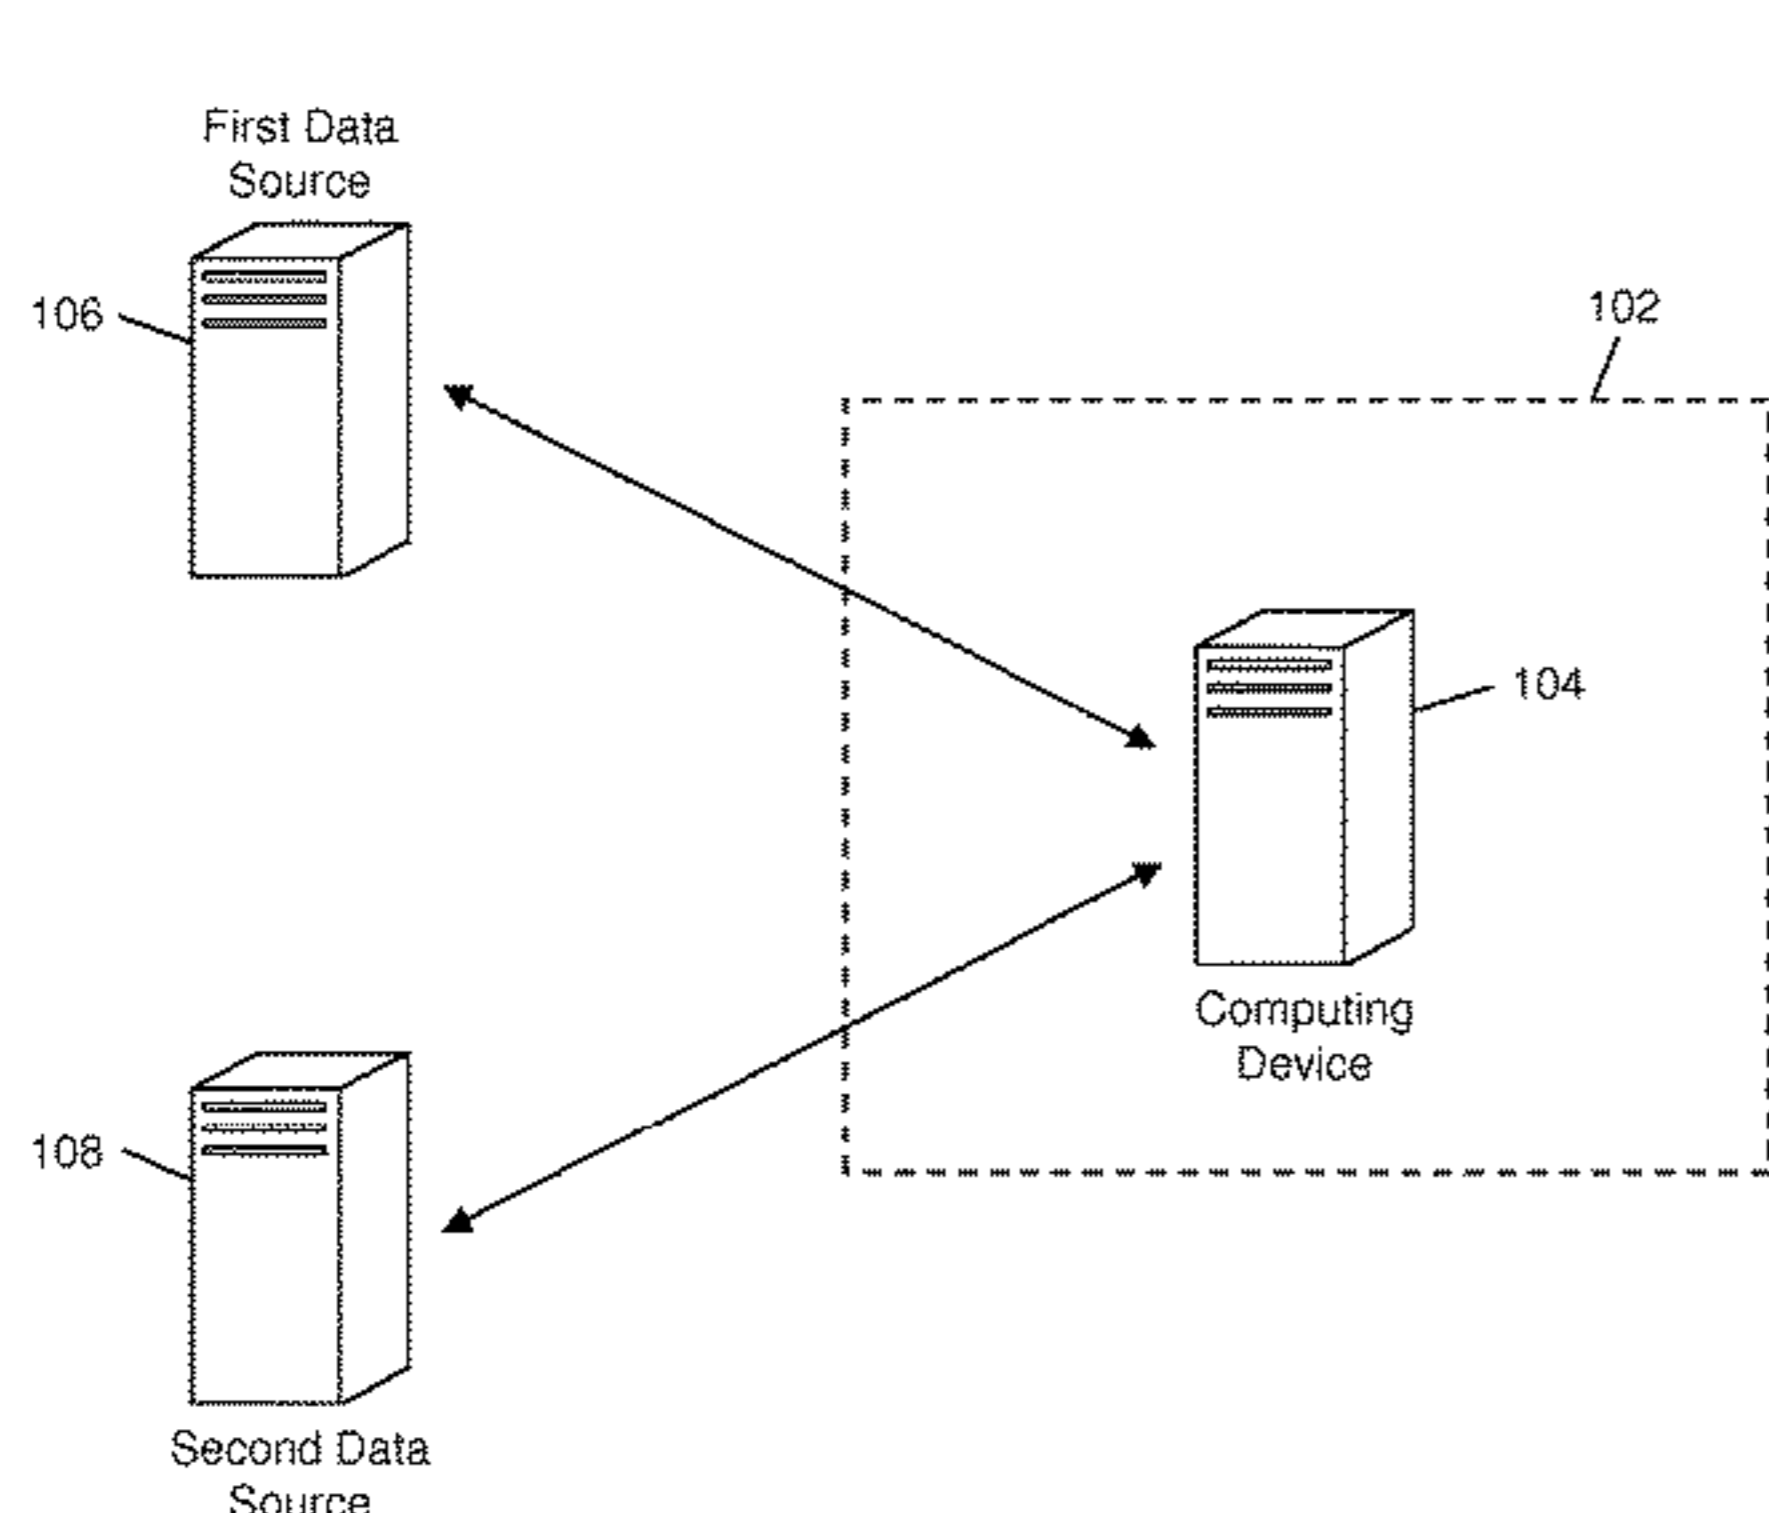 First Data
Source
106
102
104
Computing
Device
108
Second Data
Source